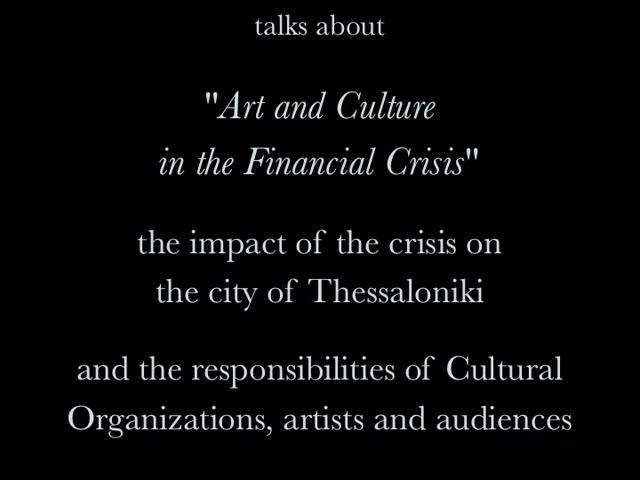 talks about
"Art and Culture
in the Financial Crisis"
the impact of the crisis on
the city of Thessaloniki
and the responsibilities of Cultural
Organizations, artists and audiences